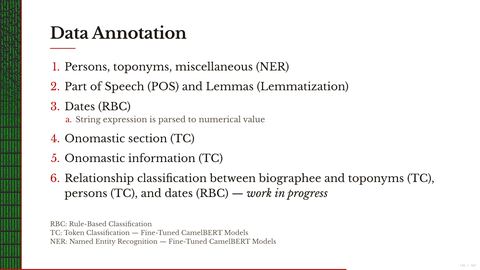 Data Annotation
1. Persons, toponyms, miscellaneous (NER)
2. Part of Speech (POS) and Lemmas (Lemmatization)
3. Dates (RBC)
a. String expression is parsed to numerical value
4. Onomastic section (TC)
5. Onomastic information (TC)
6. Relationship classification between biographee and toponyms (TC),
persons (TC), and dates (RBC) — work in progress
RBC: Rule-Based Classification
TC: Token Classification — Fine-Tuned CamelBERT Models
NER: Named Entity Recognition — Fine-Tuned CamelBERT Models